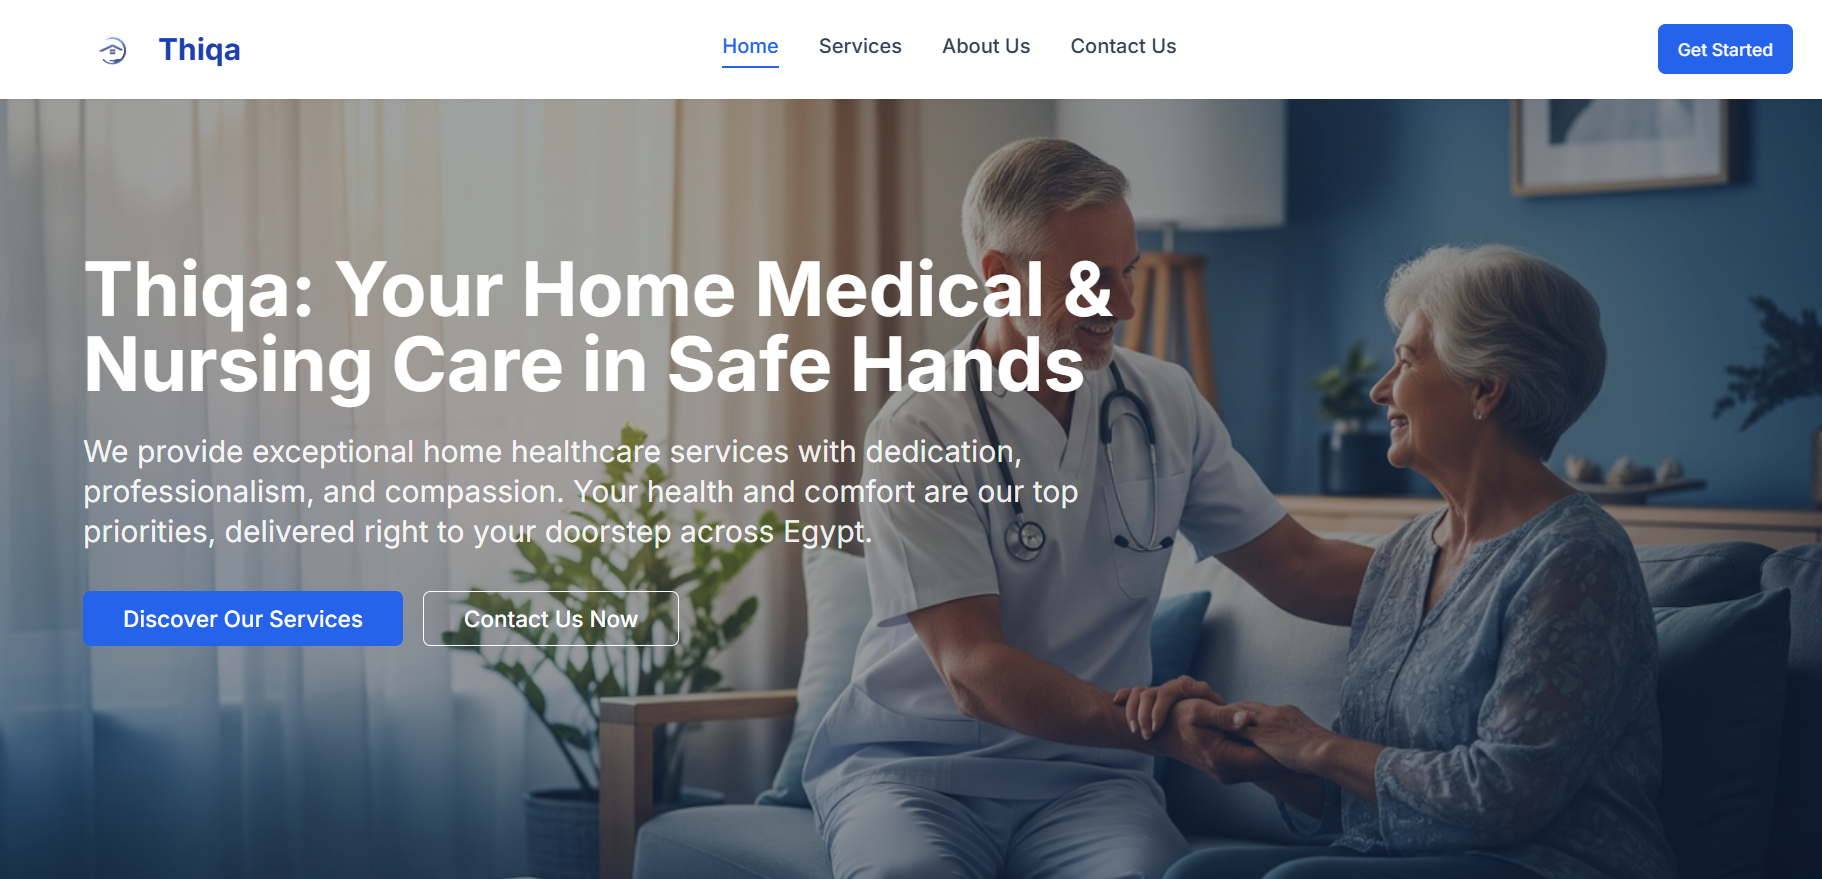 Thiqa
Home
Services
About Us
Contact Us
Get Started
Thiqa: Your Home Medical &
Nursing Care in Safe Hands
We provide exceptional home healthcare services with dedication,
professionalism, and compassion. Your health and comfort are our top
priorities, delivered right to your doorstep across Egypt.
Discover Our Services
Contact Us Now